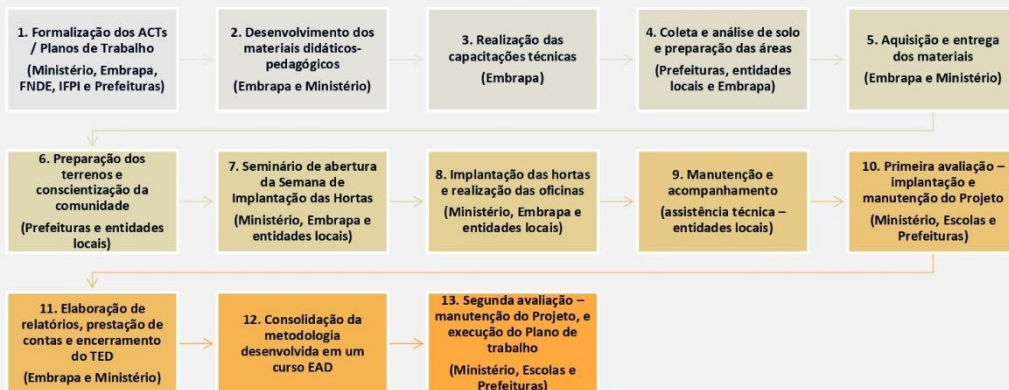 1. Formalização dos ACTs
/ Planos de Trabalho
(Ministério, Embrapa,
FNDE, IFPI e Prefeituras)
2. Desenvolvimento dos
materiais didáticos-
pedagógicos
(Embrapa e Ministério)
3. Realização das
capacitações técnicas
(Embrapa)
4. Coleta e análise de solo
e preparação das áreas
(Prefeituras, entidades
locais e Embrapa)
5. Aquisição e entrega
dos materiais
(Embrapa e Ministério)
6. Preparação dos
terrenos e
conscientização da
comunidade
(Prefeituras e entidades
locais)
7. Seminário de abertura
da Semana de
Implantação das Hortas
(Ministério, Embrapa e
entidades locais)
8. Implantação das hortas
e realização das oficinas
(Ministério, Embrapa e
entidades locais)
9. Manutenção e
acompanhamento
(assistência técnica –
entidades locais)
10. Primeira avaliação –
implantação e
manutenção do Projeto
(Ministério, Escolas e
Prefeituras)
11. Elaboração de
relatórios, prestação de
contas e encerramento
do TED
(Embrapa e Ministério)
12. Consolidação da
metodologia
desenvolvida em um
curso EAD
13. Segunda avaliação –
manutenção do Projeto, e
execução do Plano de
trabalho
(Ministério, Escolas e
Prefeituras)